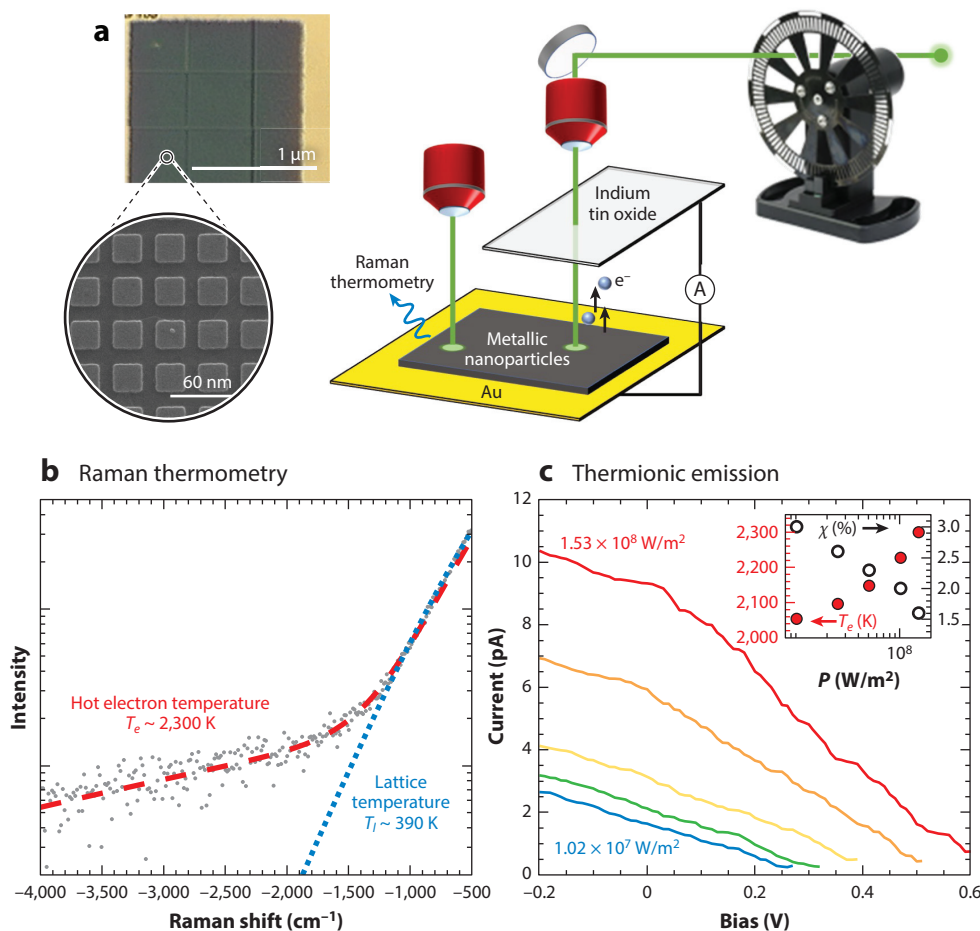 a
1 μm
60 nm
Raman
thermometry
Indium
tin oxide
e⁻
A
Metallic
nanoparticles
Au
b Raman thermometry
Intensity
Hot electron temperature
Tₑ ~ 2,300 K
Lattice
temperature
Tₗ ~ 390 K
–4,000 –3,500 –3,000 –2,500 –2,000 –1,500 –1,000 –500
Raman shift (cm⁻¹)
c Thermionic emission
Current (pA)
12
10
8
6
4
2
0
1.53 × 10⁸ W/m²
1.02 × 10⁷ W/m²
–0.2 0 0.2 0.4 0.6
Bias (V)
2,300
2,200
2,100
2,000
χ (%)
Tₑ (K)
3.0
2.5
2.0
1.5
10⁸
P (W/m²)